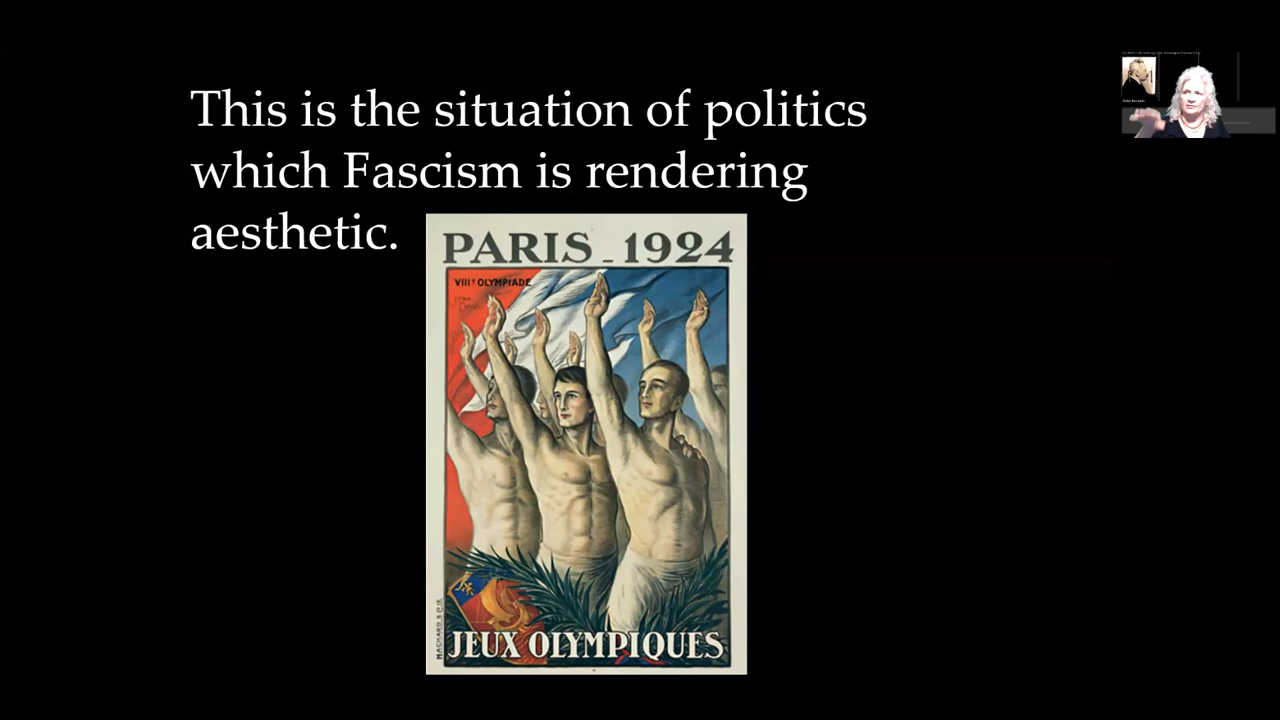 This is the situation of politics
which Fascism is rendering
aesthetic.
PARIS - 1924
VIIIᵉ OLYMPIADE
JEUX OLYMPIQUES